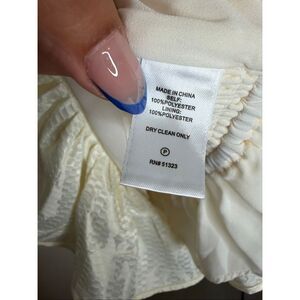 MADE IN CHINA
SELF:
100%POLYESTER
LINING:
100%POLYESTER
DRY CLEAN ONLY
P
RN# 51323